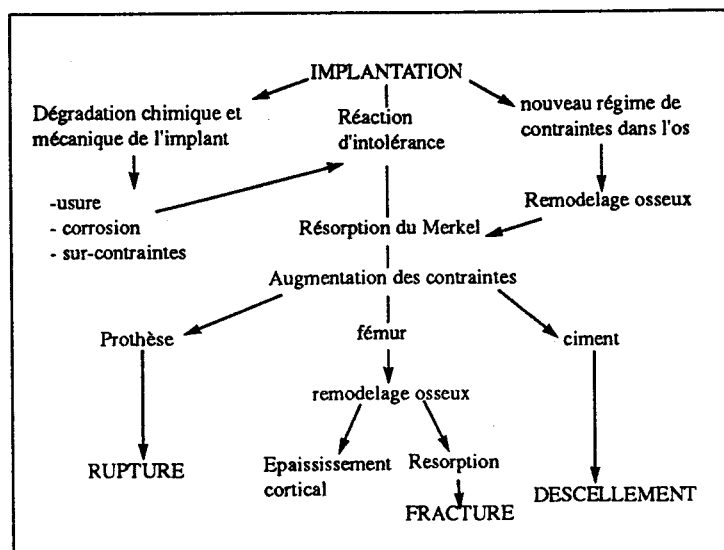 IMPLANTATION
Dégradation chimique et
mécanique de l'implant
Réaction
d'intolérance
nouveau régime de
contraintes dans l'os
-usure
- corrosion
- sur-contraintes
Remodelage osseux
Résorption du Merkel
Augmentation des contraintes
Prothèse
fémur
ciment
remodelage osseux
RUPTURE
Epaississement
cortical
Resorption
FRACTURE
DESCELLEMENT